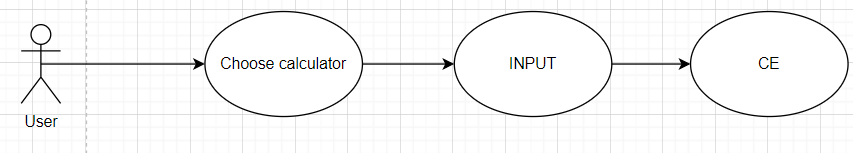 Choose calculator
INPUT
CE
User